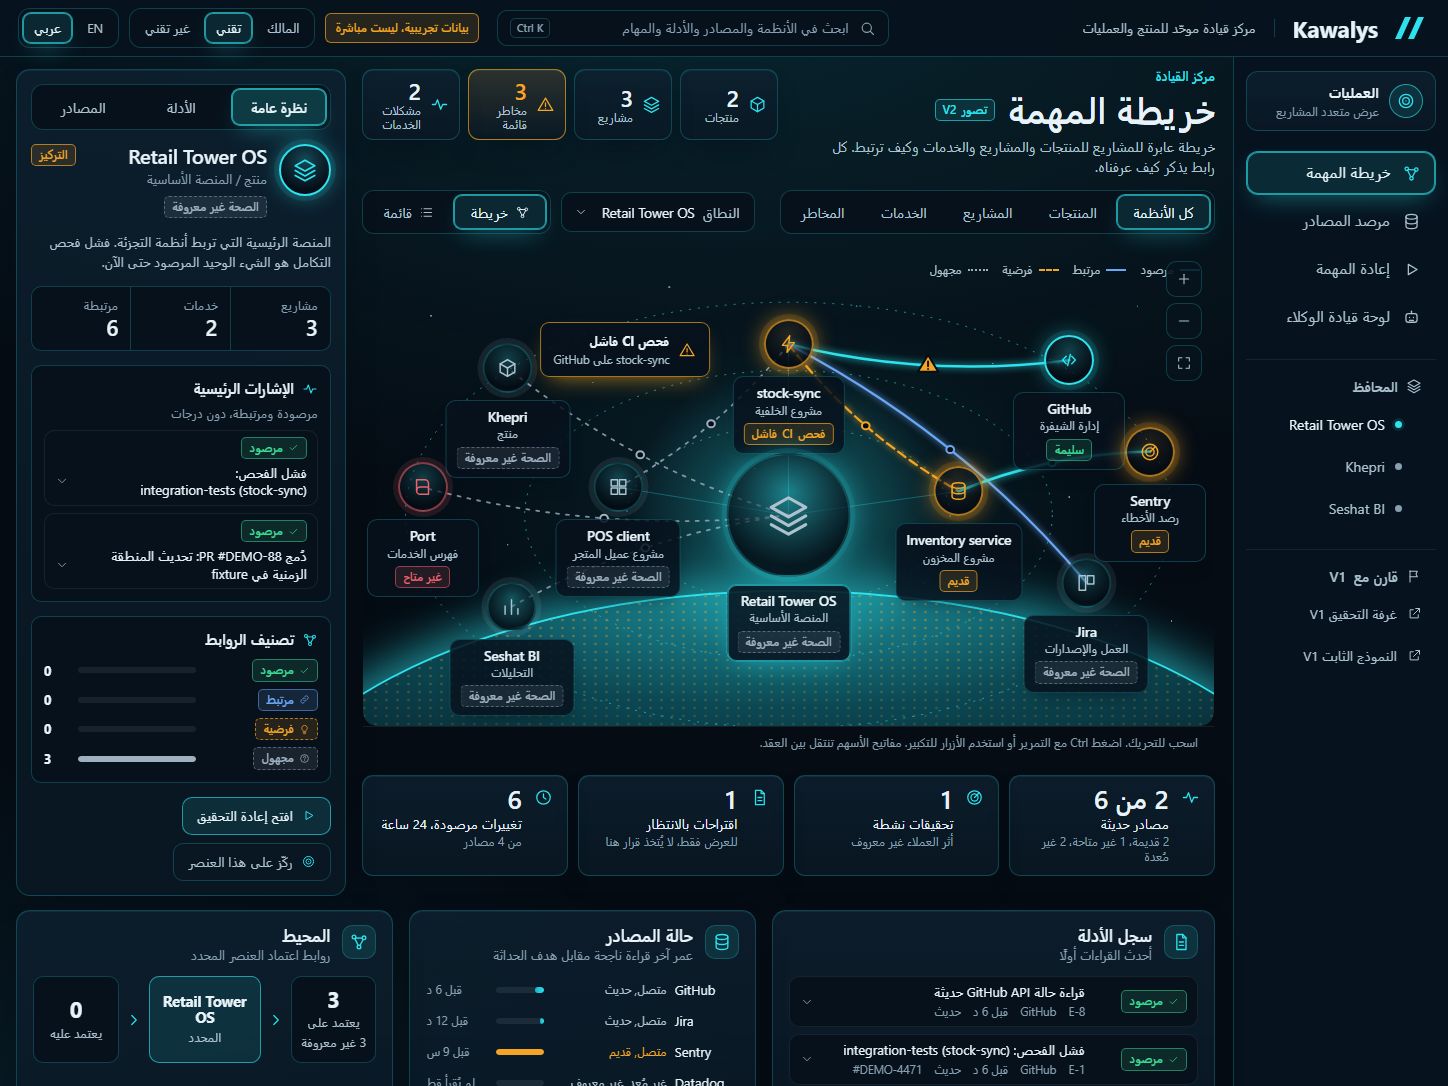 Kawalys
مركز قيادة موحّد للمنتج والعمليات
ابحث في الأنظمة والمصادر والأدلة والمهام
Ctrl K
بيانات تجريبية، ليست مباشرة
المالك
تقني
غير تقني
EN
عربي
العمليات
عرض متعدد المشاريع
خريطة المهمة
مرصد المصادر
إعادة المهمة
لوحة قيادة الوكلاء
المحافظ
Retail Tower OS
Khepri
Seshat BI
قارن مع V1
غرفة التحقيق V1
النموذج الثابت V1
مركز القيادة
خريطة المهمة
تصور V2
خريطة عابرة للمشاريع للمنتجات والمشاريع والخدمات وكيف ترتبط. كل
رابط يذكر كيف عرفناه.
2
منتجات
3
مشاريع
3
مخاطر
قائمة
2
مشكلات
الخدمات
كل الأنظمة
المنتجات
المشاريع
الخدمات
المخاطر
النطاق
Retail Tower OS
خريطة
قائمة
مرتبط
فرضية
مجهول
فحص CI فاشل
stock-sync على GitHub
stock-sync
مشروع الخلفية
فحص CI فاشل
GitHub
إدارة الشيفرة
سليمة
Khepri
منتج
الصحة غير معروفة
Sentry
رصد الأخطاء
قديم
Port
فهرس الخدمات
غير متاح
POS client
مشروع عميل المتجر
الصحة غير معروفة
Inventory service
مشروع المخزون
قديم
Retail Tower OS
المنصة الأساسية
الصحة غير معروفة
Jira
العمل والإصدارات
الصحة غير معروفة
Seshat BI
التحليلات
الصحة غير معروفة
اسحب للتحريك. اضغط Ctrl مع التمرير أو استخدم الأزرار للتكبير. مفاتيح الأسهم تنتقل بين العقد.
2 من 6
مصادر حديثة
2 قديمة، 1 غير متاحة، 2 غير
مُعدة
1
تحقيقات نشطة
أثر العملاء غير معروف
1
اقتراحات بالانتظار
للعرض فقط، لا يُتخذ قرار هنا
6
تغييرات مرصودة، 24 ساعة
من 4 مصادر
نظرة عامة
الأدلة
المصادر
Retail Tower OS
التركيز
منتج / المنصة الأساسية
الصحة غير معروفة
المنصة الرئيسية التي تربط أنظمة التجزئة. فشل فحص
التكامل هو الشيء الوحيد المرصود حتى الآن.
مشاريع
3
خدمات
2
مرتبطة
6
الإشارات الرئيسية
مرصودة ومرتبطة، دون درجات
مرصود
فشل الفحص:
integration-tests (stock-sync)
مرصود
دُمج PR #DEMO-88: تحديث المنطقة
الزمنية في fixture
تصنيف الروابط
مرصود
0
مرتبط
0
فرضية
0
مجهول
3
افتح إعادة التحقيق
ركّز على هذا العنصر
سجل الأدلة
أحدث القراءات أولًا
مرصود
قراءة حالة GitHub API حديثة
E-8 GitHub قبل 6 د حديث
مرصود
فشل الفحص: integration-tests (stock-sync)
E-1 GitHub قبل 6 د حديث #DEMO-4471
حالة المصادر
عمر آخر قراءة ناجحة مقابل هدف الحداثة
GitHub متصل, حديث قبل 6 د
Jira متصل, حديث قبل 12 د
Sentry متصل, قديم قبل 9 س
Datadog غير مُعد, غير معروف لم تُقرأ قط
المحيط
روابط اعتماد العنصر المحدد
3
يعتمد على
3 غير معروفة
Retail Tower
OS
المحدد
0
يعتمد عليه